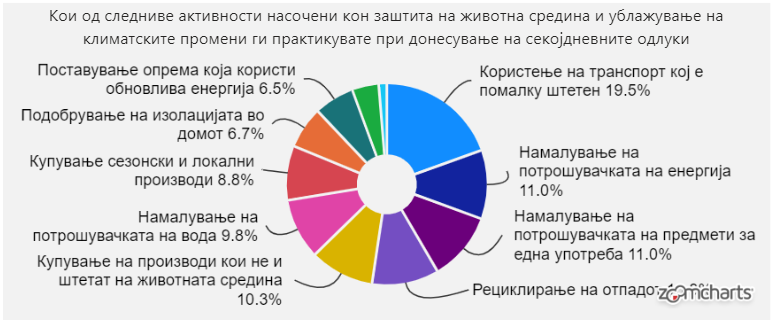 Кои од следниве активности насочени кон заштита на животна средина и ублажување на
климатските промени ги практикувате при донесување на секојдневните одлуки
Поставување опрема која користи
обновлива енергија 6.5%
Подобрување на изолацијата во
домот 6.7%
Купување сезонски и локални
производи 8.8%
Намалување на
потрошувачката на вода 9.8%
Купување на производи кои не и
штетат на животната средина
10.3%
Користење на транспорт кој е
помалку штетен 19.5%
Намалување на
потрошувачката на енергија
11.0%
Намалување на
потрошувачката на предмети за
една употреба 11.0%
Рециклирање на отпадот
zoomcharts